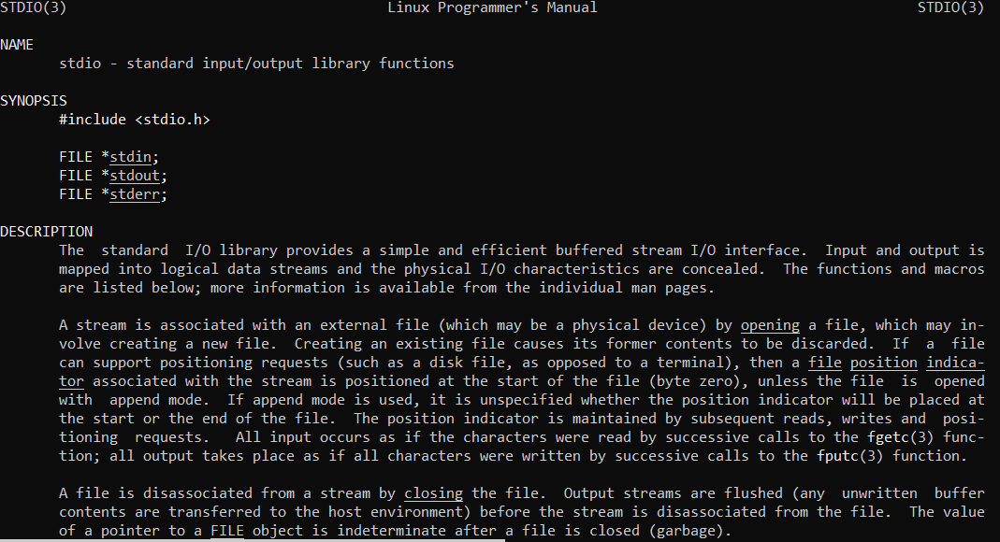 STDIO(3) Linux Programmer's Manual STDIO(3)
NAME
stdio - standard input/output library functions
SYNOPSIS
#include <stdio.h>
FILE *stdin;
FILE *stdout;
FILE *stderr;
DESCRIPTION
The standard I/O library provides a simple and efficient buffered stream I/O interface. Input and output is
mapped into logical data streams and the physical I/O characteristics are concealed. The functions and macros
are listed below; more information is available from the individual man pages.
A stream is associated with an external file (which may be a physical device) by opening a file, which may in-
volve creating a new file. Creating an existing file causes its former contents to be discarded. If a file
can support positioning requests (such as a disk file, as opposed to a terminal), then a file position indica-
tor associated with the stream is positioned at the start of the file (byte zero), unless the file is opened
with append mode. If append mode is used, it is unspecified whether the position indicator will be placed at
the start or the end of the file. The position indicator is maintained by subsequent reads, writes and posi-
tioning requests. All input occurs as if the characters were read by successive calls to the fgetc(3) func-
tion; all output takes place as if all characters were written by successive calls to the fputc(3) function.
A file is disassociated from a stream by closing the file. Output streams are flushed (any unwritten buffer
contents are transferred to the host environment) before the stream is disassociated from the file. The value
of a pointer to a FILE object is indeterminate after a file is closed (garbage).